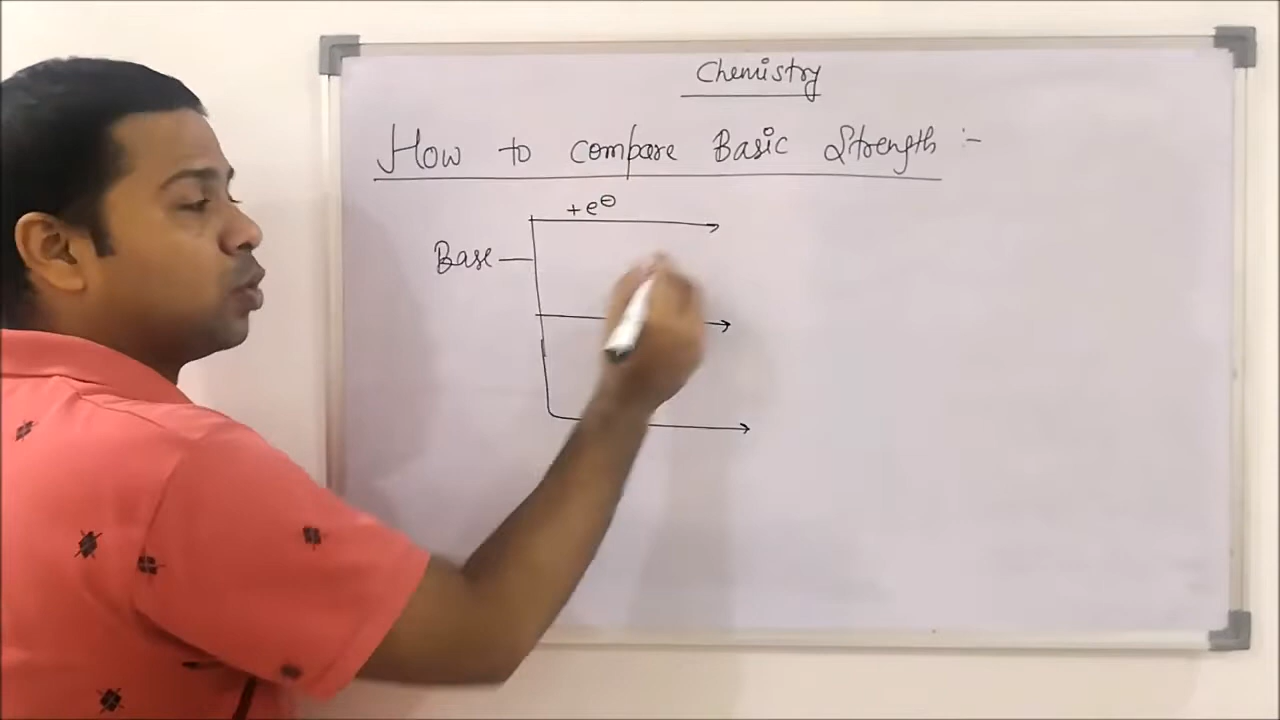 Chemistry
How to compare Basic Strength :-
+e⊖
Base